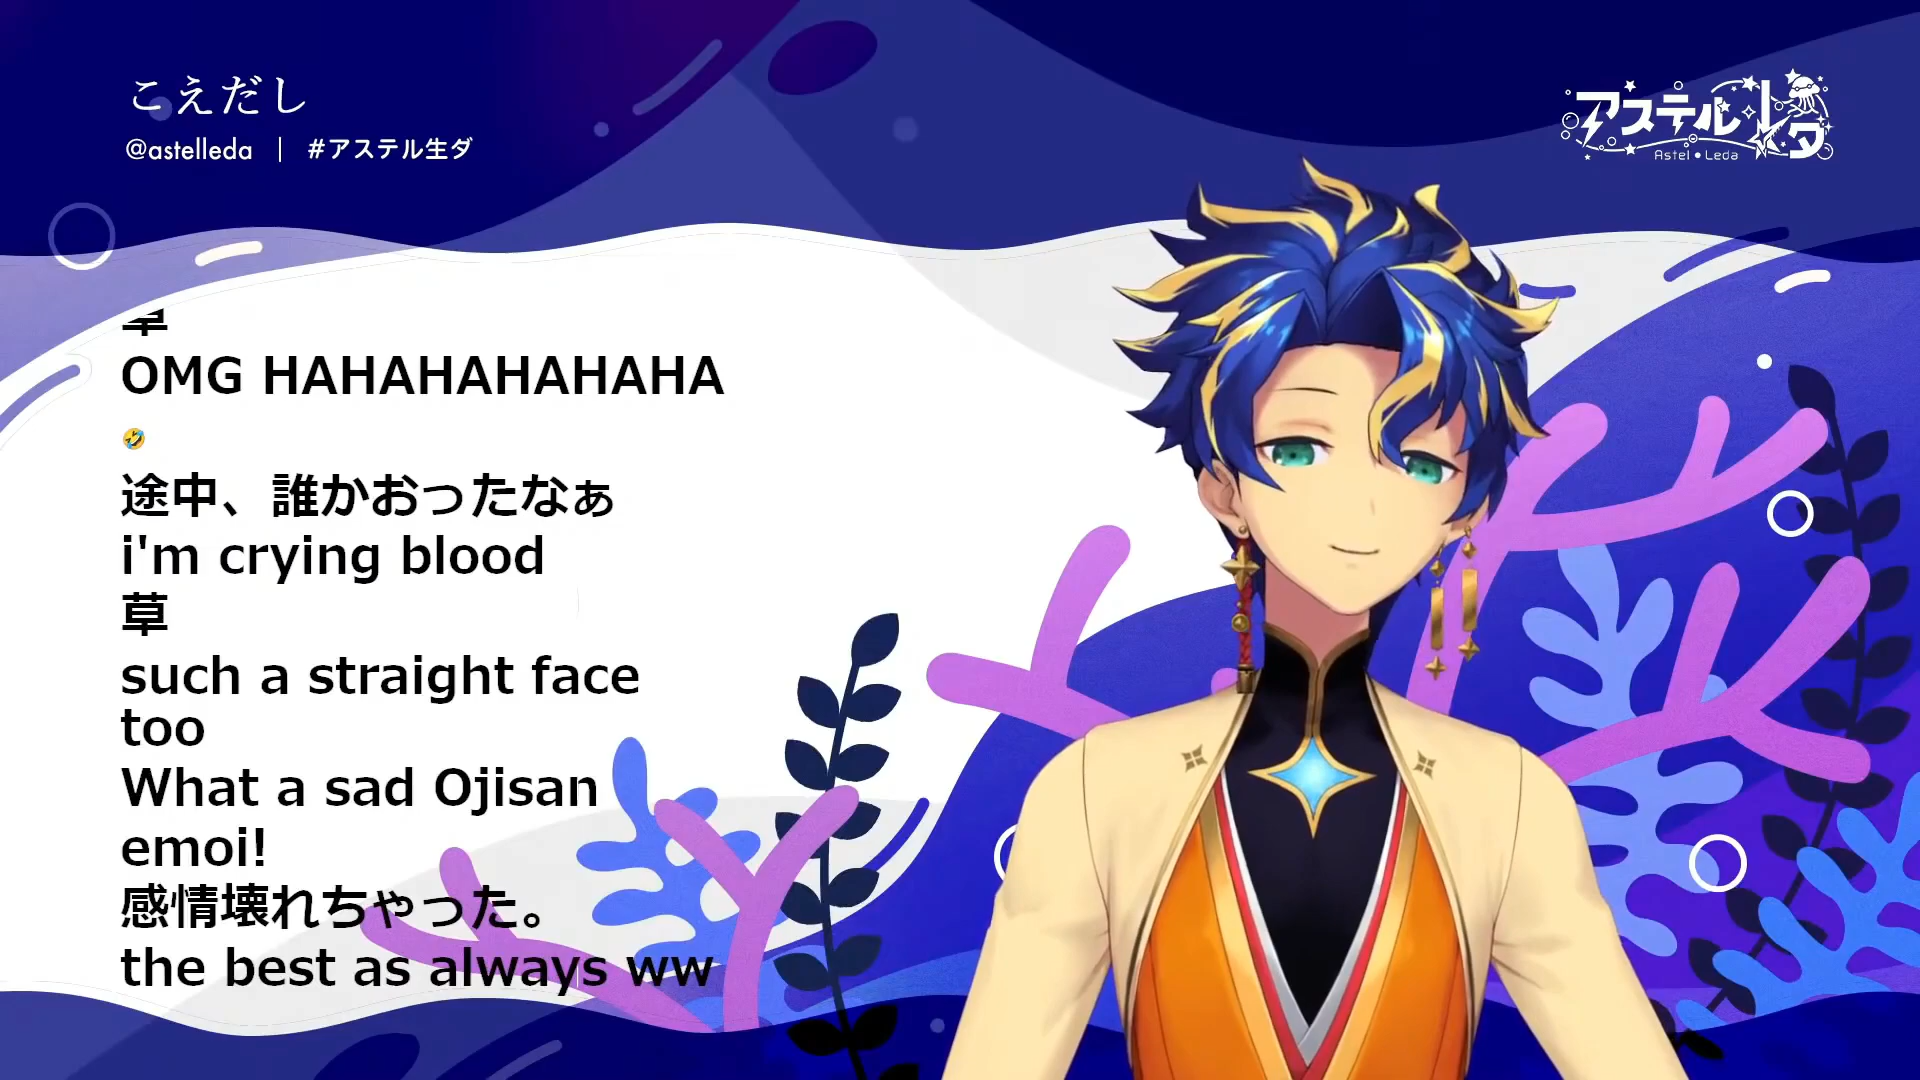 こえだし
@astelleda | #アステル生ダ
アステル・レダ
Astel • Leda
草
OMG HAHAHAHAHAHA
🤣
途中、誰かおったなぁ
i'm crying blood
草
such a straight face
too
What a sad Ojisan
emoi!
感情壊れちゃった。
the best as always ww